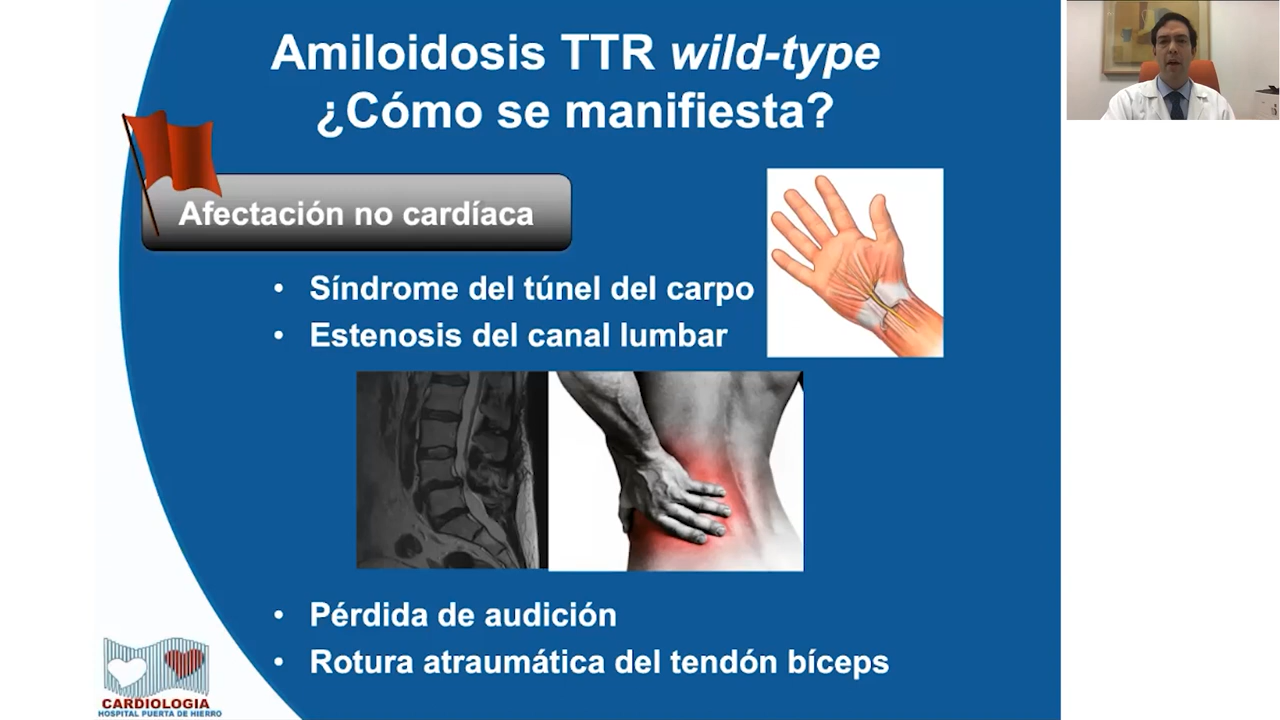 Amiloidosis TTR wild-type
¿Cómo se manifiesta?
Afectación no cardíaca
• Síndrome del túnel del carpo
• Estenosis del canal lumbar
• Pérdida de audición
• Rotura atraumática del tendón bíceps
CARDIOLOGIA
HOSPITAL PUERTA DE HIERRO